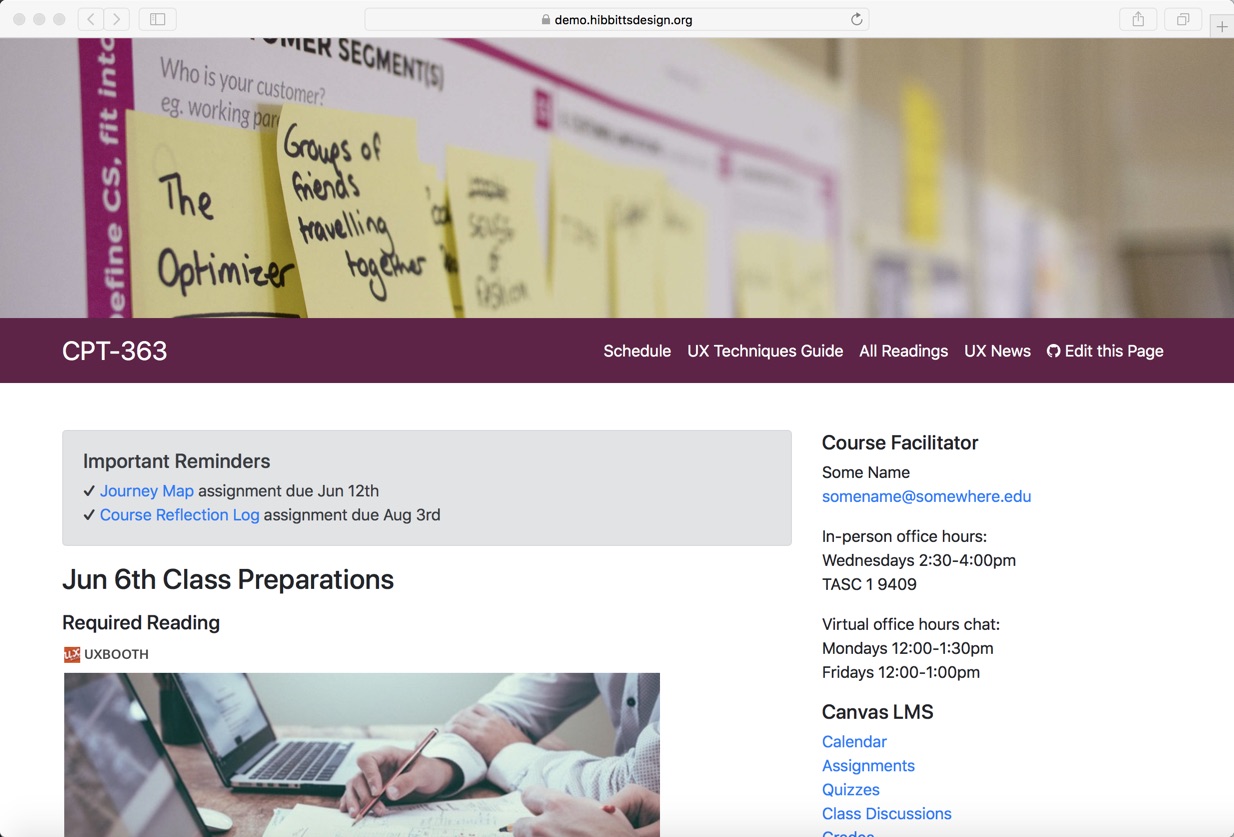 demo.hibbittsdesign.org
CUSTOMER SEGMENT(S)
Who is your customer?
eg. working
efine CS, fit into
The
Optimizer
Groups of
friends
travelling
together
CPT-363
Schedule
UX Techniques Guide
All Readings
UX News
Edit this Page
Important Reminders
✔ Journey Map assignment due Jun 12th
✔ Course Reflection Log assignment due Aug 3rd
Jun 6th Class Preparations
Required Reading
ux UXBOOTH
Course Facilitator
Some Name
somename@somewhere.edu
In-person office hours:
Wednesdays 2:30-4:00pm
TASC 1 9409
Virtual office hours chat:
Mondays 12:00-1:30pm
Fridays 12:00-1:00pm
Canvas LMS
Calendar
Assignments
Quizzes
Class Discussions
Grades